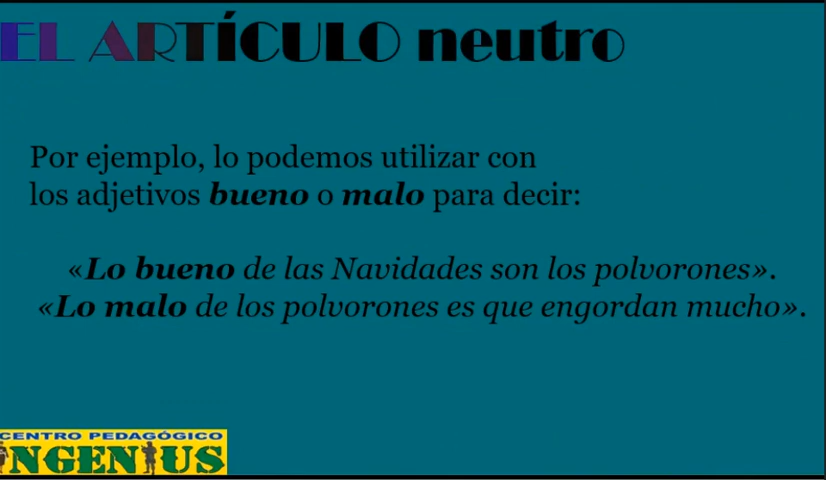 EL ARTÍCULO neutro
Por ejemplo, lo podemos utilizar con
los adjetivos bueno o malo para decir:
«Lo bueno de las Navidades son los polvorones».
«Lo malo de los polvorones es que engordan mucho».
CENTRO PEDAGÓGICO
INGENIUS